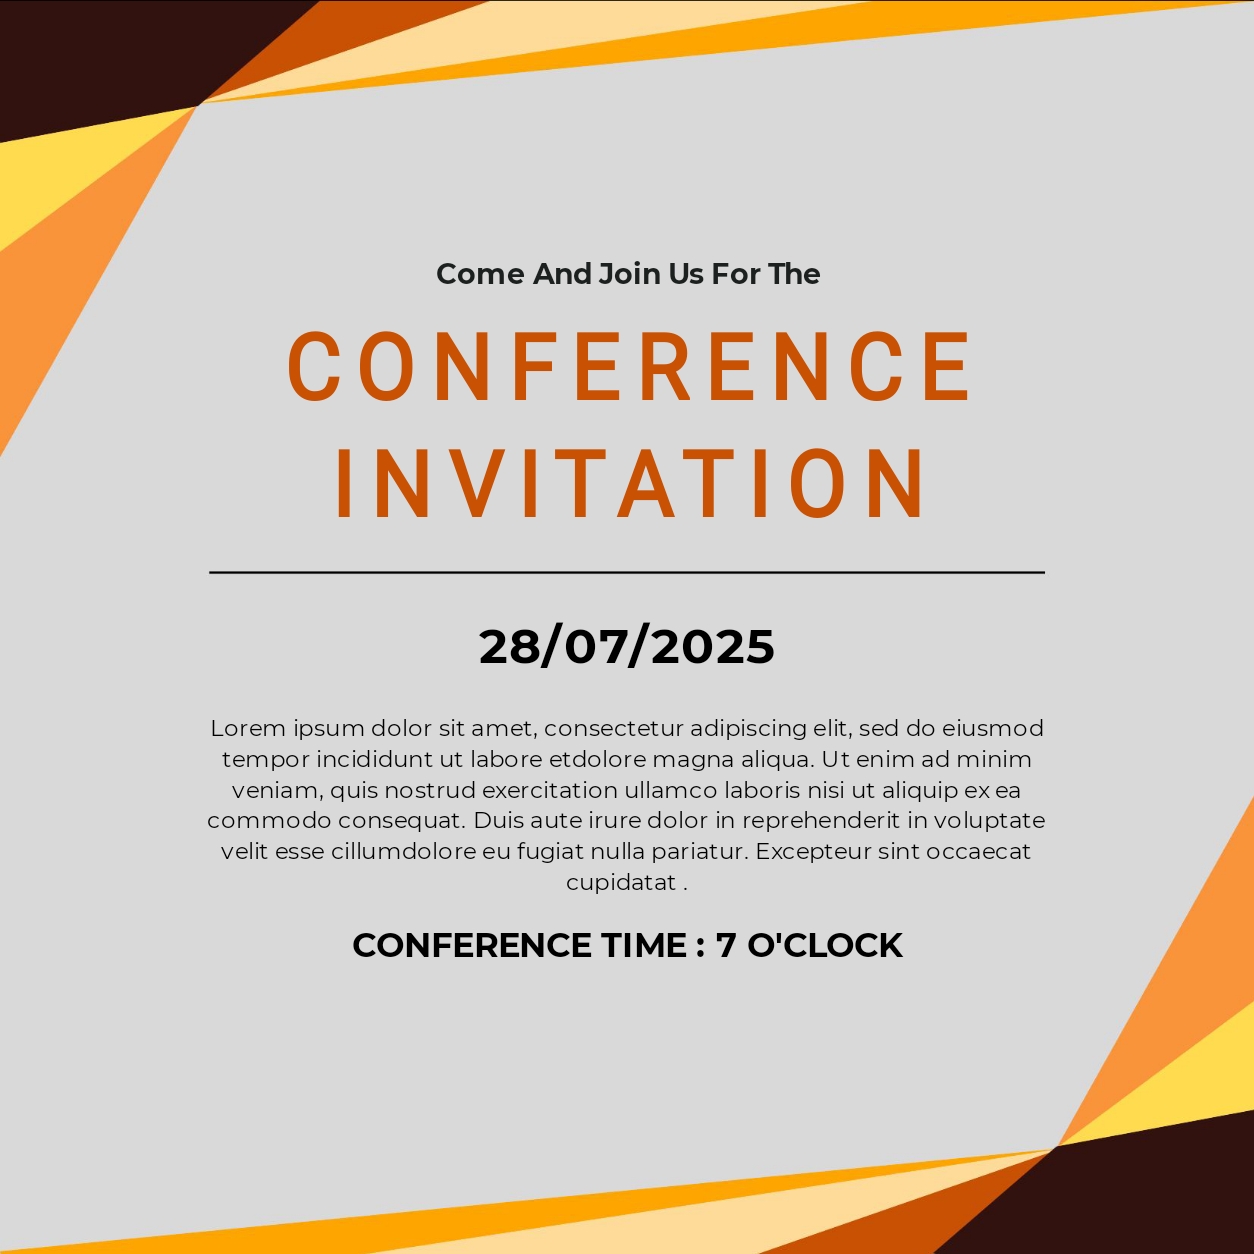 Come And Join Us For The
CONFERENCE
INVITATION
28/07/2025
Lorem ipsum dolor sit amet, consectetur adipiscing elit, sed do eiusmod
tempor incididunt ut labore etdolore magna aliqua. Ut enim ad minim
veniam, quis nostrud exercitation ullamco laboris nisi ut aliquip ex ea
commodo consequat. Duis aute irure dolor in reprehenderit in voluptate
velit esse cillumdolore eu fugiat nulla pariatur. Excepteur sint occaecat
cupidatat .
CONFERENCE TIME : 7 O'CLOCK